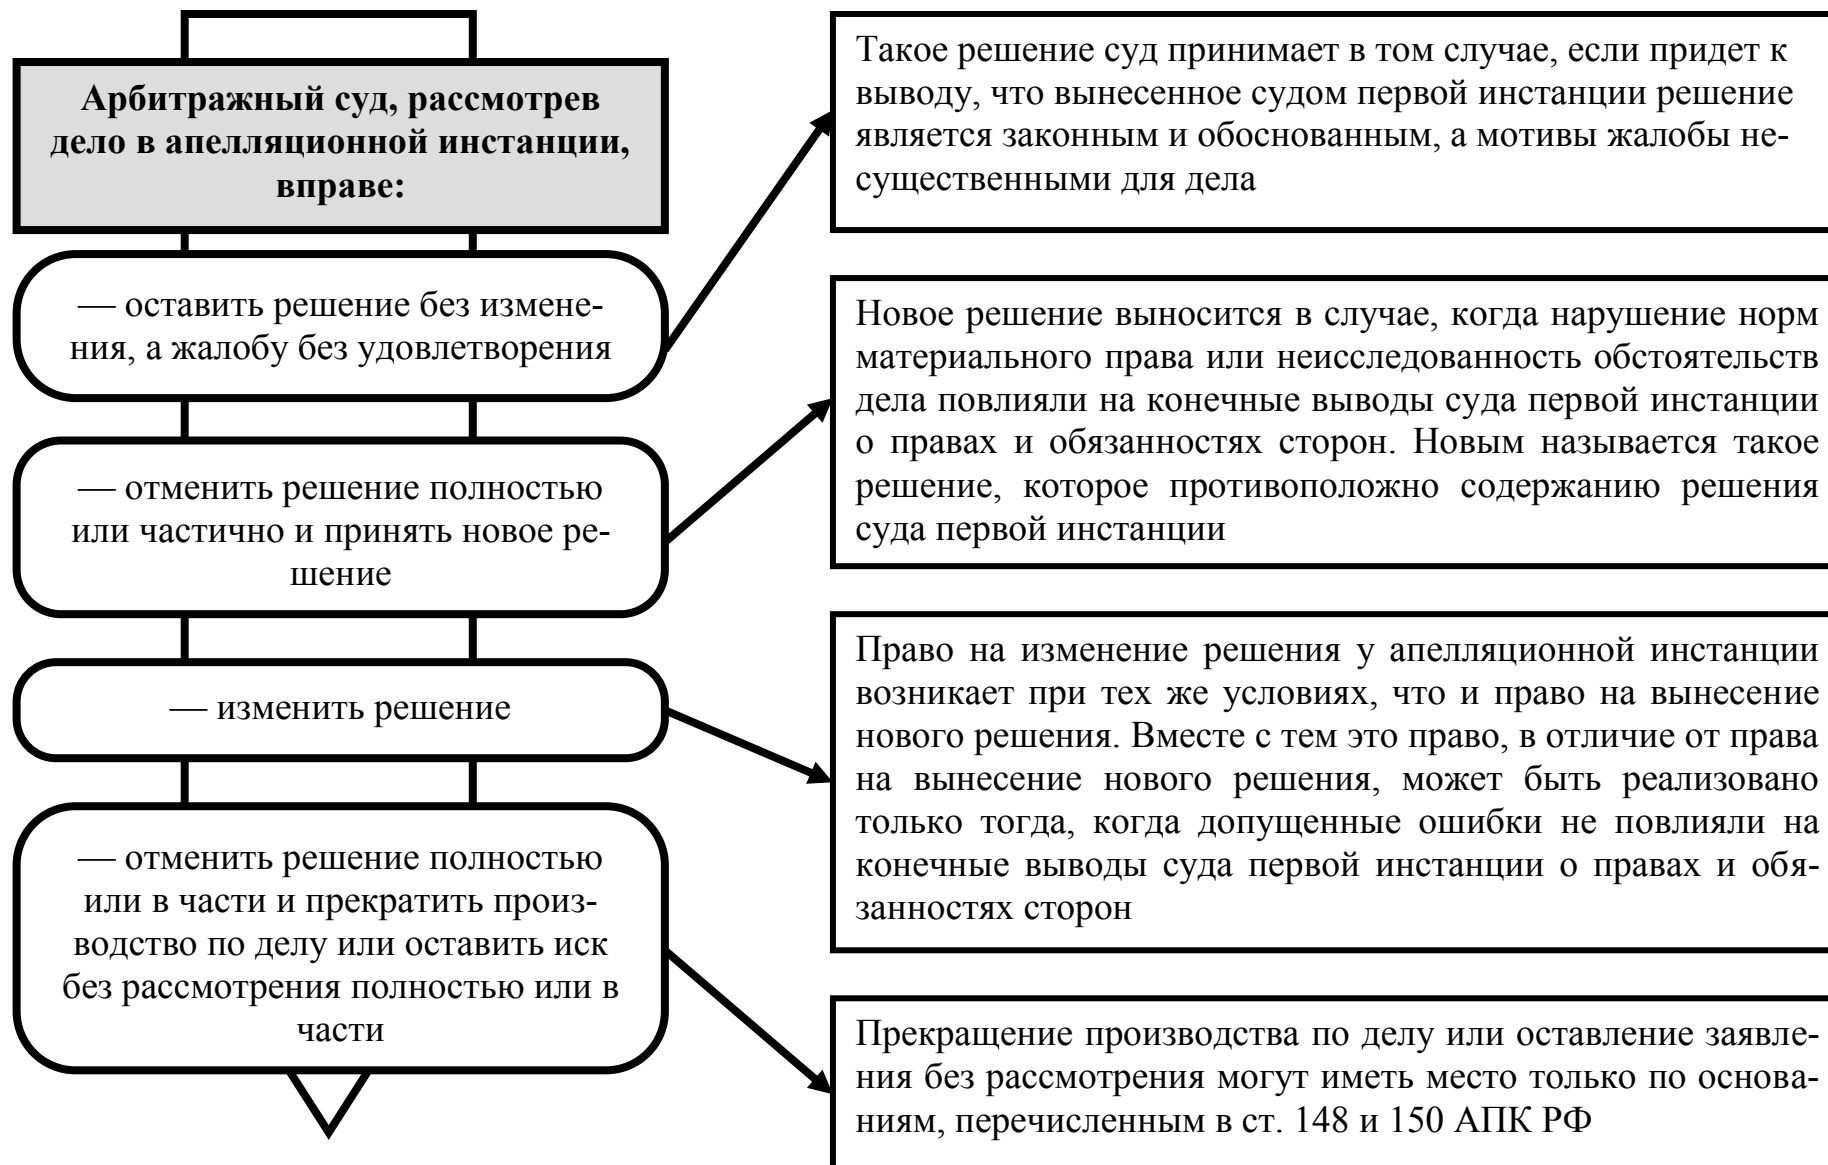 Арбитражный суд, рассмотрев
дело в апелляционной инстанции,
вправе:
— оставить решение без измене-
ния, а жалобу без удовлетворения
— отменить решение полностью
или частично и принять новое ре-
шение
— изменить решение
— отменить решение полностью
или в части и прекратить произ-
водство по делу или оставить иск
без рассмотрения полностью или в
части
Такое решение суд принимает в том случае, если придет к
выводу, что вынесенное судом первой инстанции решение
является законным и обоснованным, а мотивы жалобы не-
существенными для дела
Новое решение выносится в случае, когда нарушение норм
материального права или неисследованность обстоятельств
дела повлияли на конечные выводы суда первой инстанции
о правах и обязанностях сторон. Новым называется такое
решение, которое противоположно содержанию решения
суда первой инстанции
Право на изменение решения у апелляционной инстанции
возникает при тех же условиях, что и право на вынесение
нового решения. Вместе с тем это право, в отличие от права
на вынесение нового решения, может быть реализовано
только тогда, когда допущенные ошибки не повлияли на
конечные выводы суда первой инстанции о правах и обя-
занностях сторон
Прекращение производства по делу или оставление заявле-
ния без рассмотрения могут иметь место только по основа-
ниям, перечисленным в ст. 148 и 150 АПК РФ